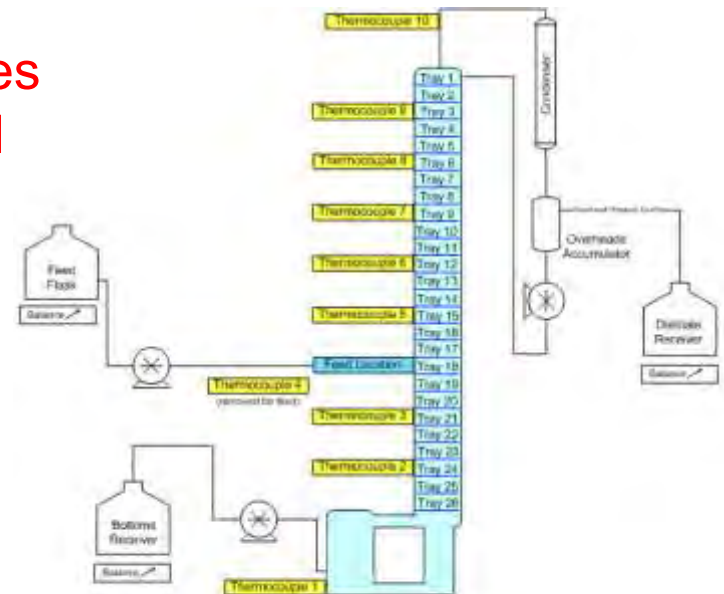 es
Thermocouple 10
Condenser
Tray 1
Tray 2
Thermocouple 9
Tray 3
Tray 4
Tray 5
Thermocouple 8
Tray 6
Tray 7
Tray 8
Thermocouple 7
Tray 9
Tray 10
Tray 11
Thermocouple 6
Tray 12
Tray 13
Tray 14
Thermocouple 5
Tray 15
Tray 16
Tray 17
Feed Location
Tray 18
Tray 19
Tray 20
Thermocouple 4
(removed for feed)
Thermocouple 3
Tray 21
Tray 22
Tray 23
Thermocouple 2
Tray 24
Tray 25
Tray 26
Thermocouple 1
Feed
Flask
Balance
Overheads
Accumulator
Distillate
Receiver
Balance
Bottoms
Receiver
Balance